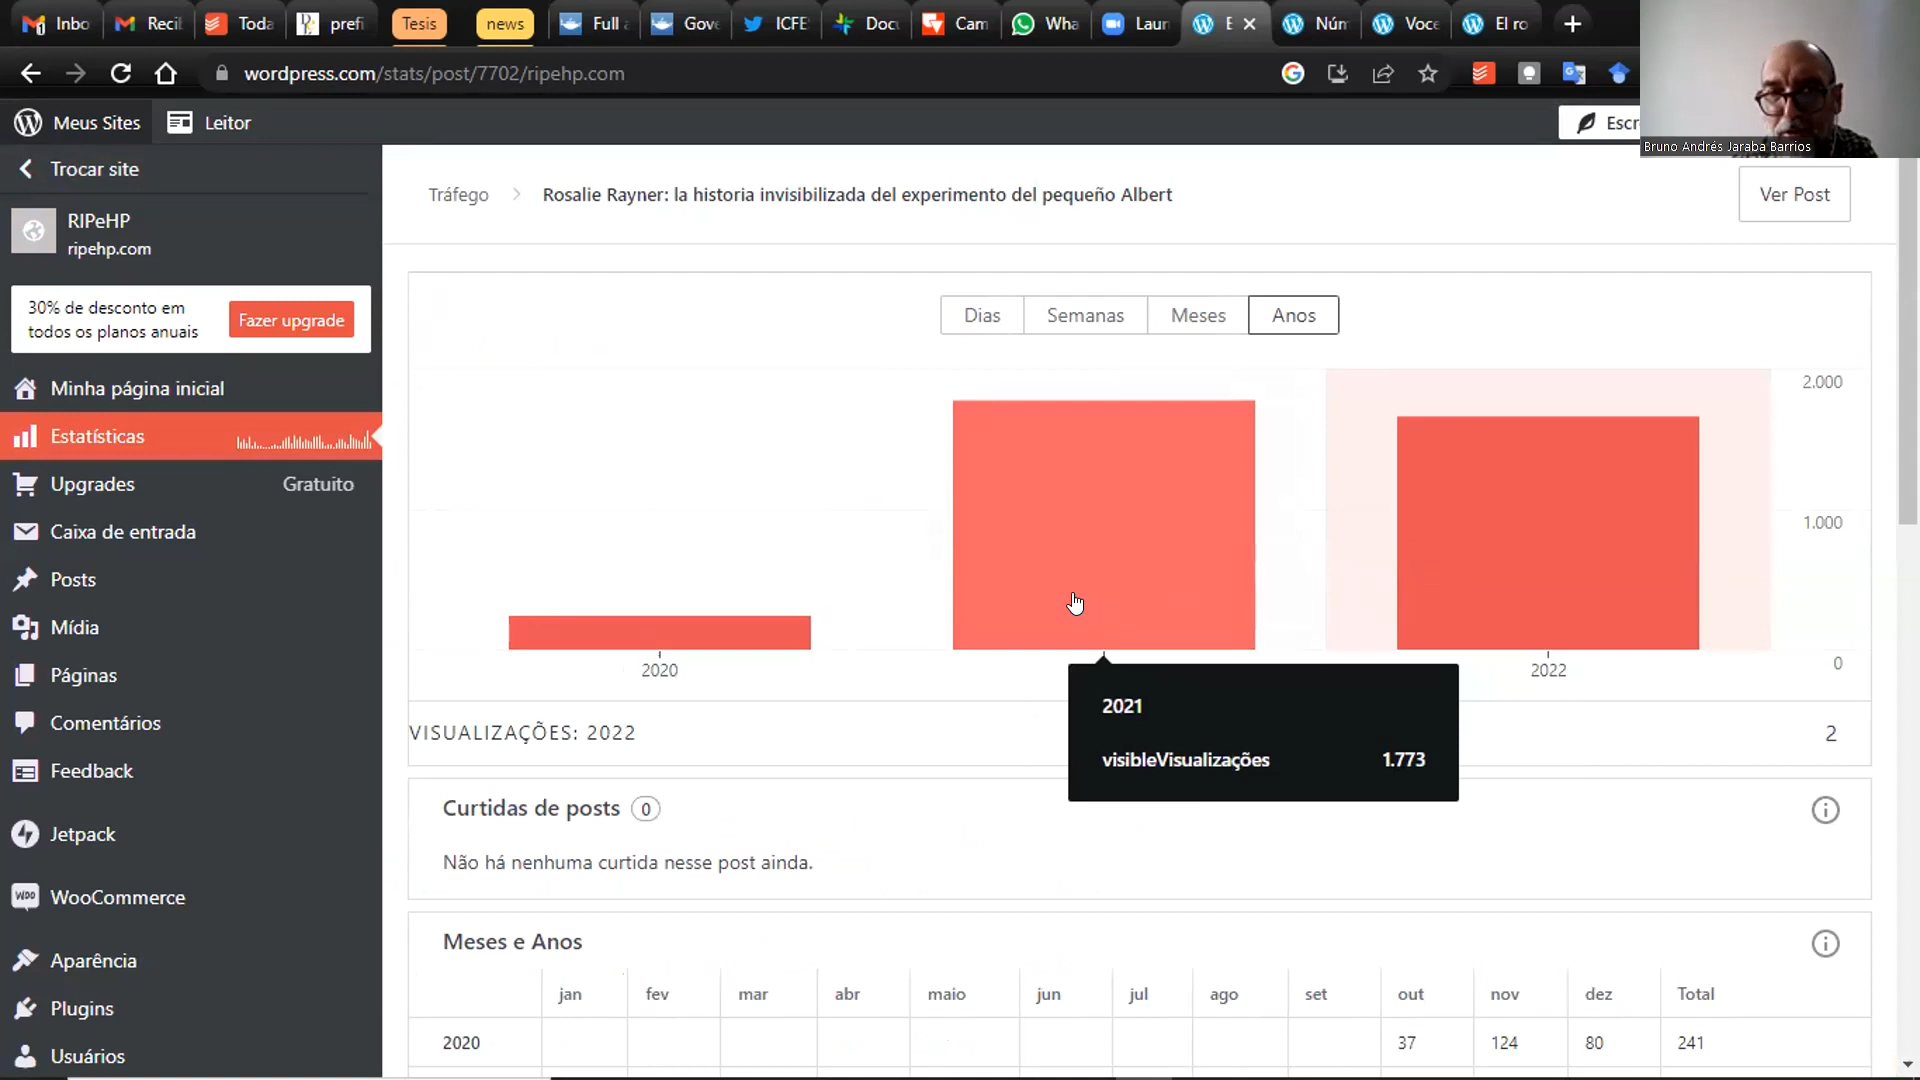 Inbo
Recil
Toda
prefi
Tesis
news
Full
Gove
ICFE
Docu
Cam
Wha
Laun
E
Núm
Voce
El ro
wordpress.com/stats/post/7702/ripehp.com
Bruno Andrés Jaraba Barrios
Meus Sites
Leitor
Escr
Trocar site
RIPeHP
ripehp.com
30% de desconto em
todos os planos anuais
Fazer upgrade
Minha página inicial
Estatísticas
Upgrades
Gratuito
Caixa de entrada
Posts
Mídia
Páginas
Comentários
Feedback
Jetpack
WooCommerce
Aparência
Plugins
Usuários
Tráfego
Rosalie Rayner: la historia invisibilizada del experimento del pequeño Albert
Ver Post
Dias
Semanas
Meses
Anos
2.000
1.000
0
2020
2022
2021
visibleVisualizações 1.773
VISUALIZAÇÕES: 2022
2
Curtidas de posts 0
Não há nenhuma curtida nesse post ainda.
Meses e Anos
jan fev mar abr maio jun jul ago set out nov dez Total
2020 37 124 80 241